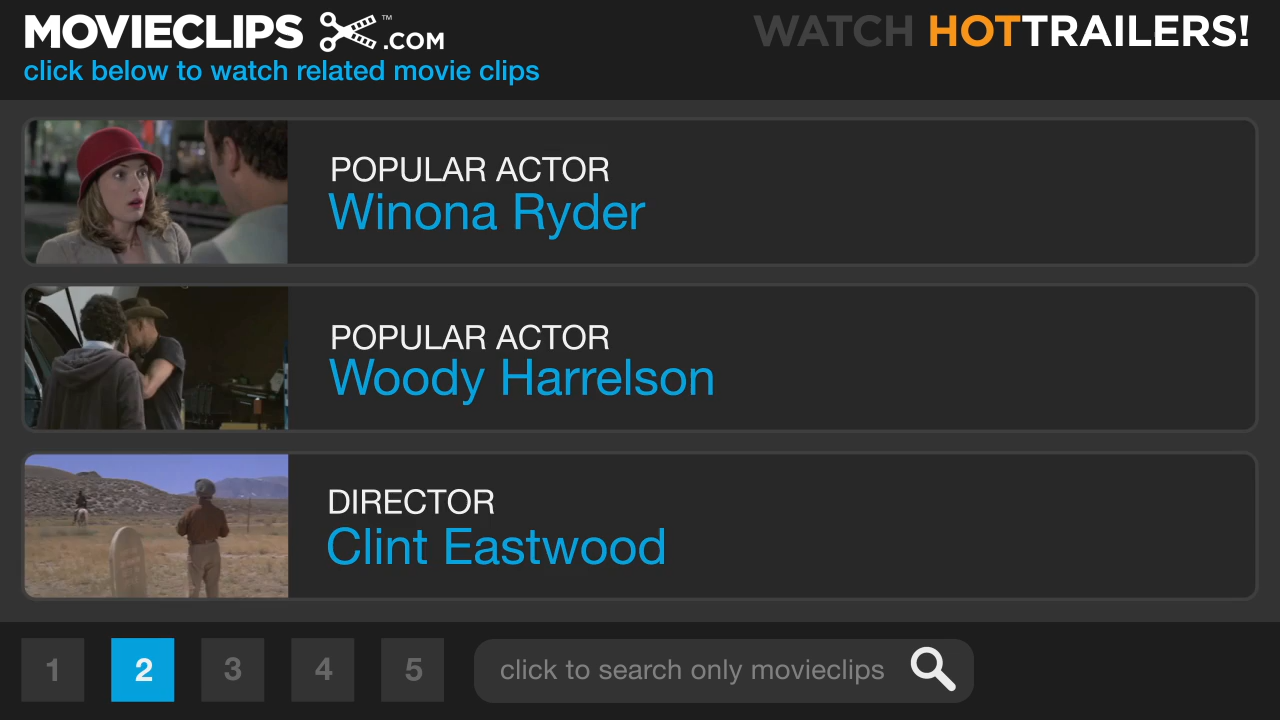 MOVIECLIPS ™ .COM
WATCH HOTTRAILERS!
click below to watch related movie clips
POPULAR ACTOR
Winona Ryder
POPULAR ACTOR
Woody Harrelson
DIRECTOR
Clint Eastwood
1 2 3 4 5 click to search only movieclips